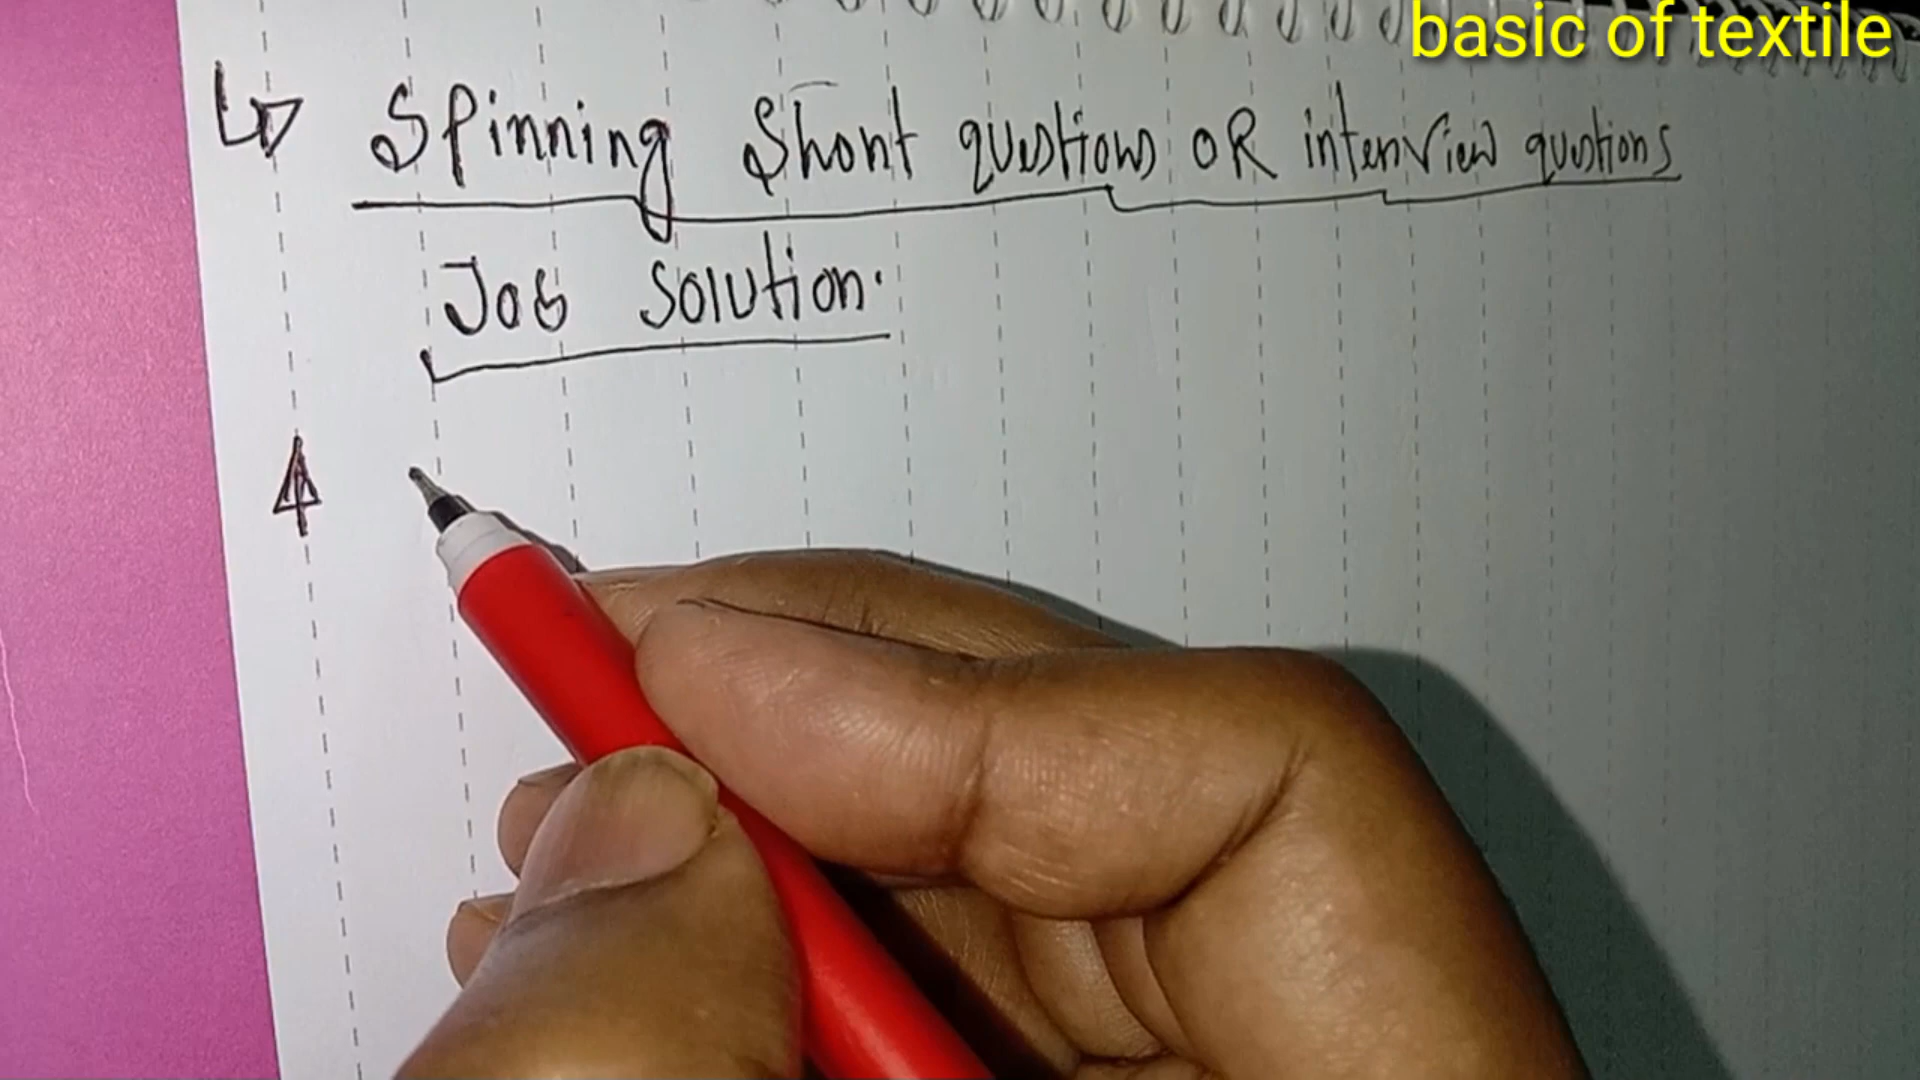 basic of textile
Spinning Short questions OR interview questions
Job Solution.